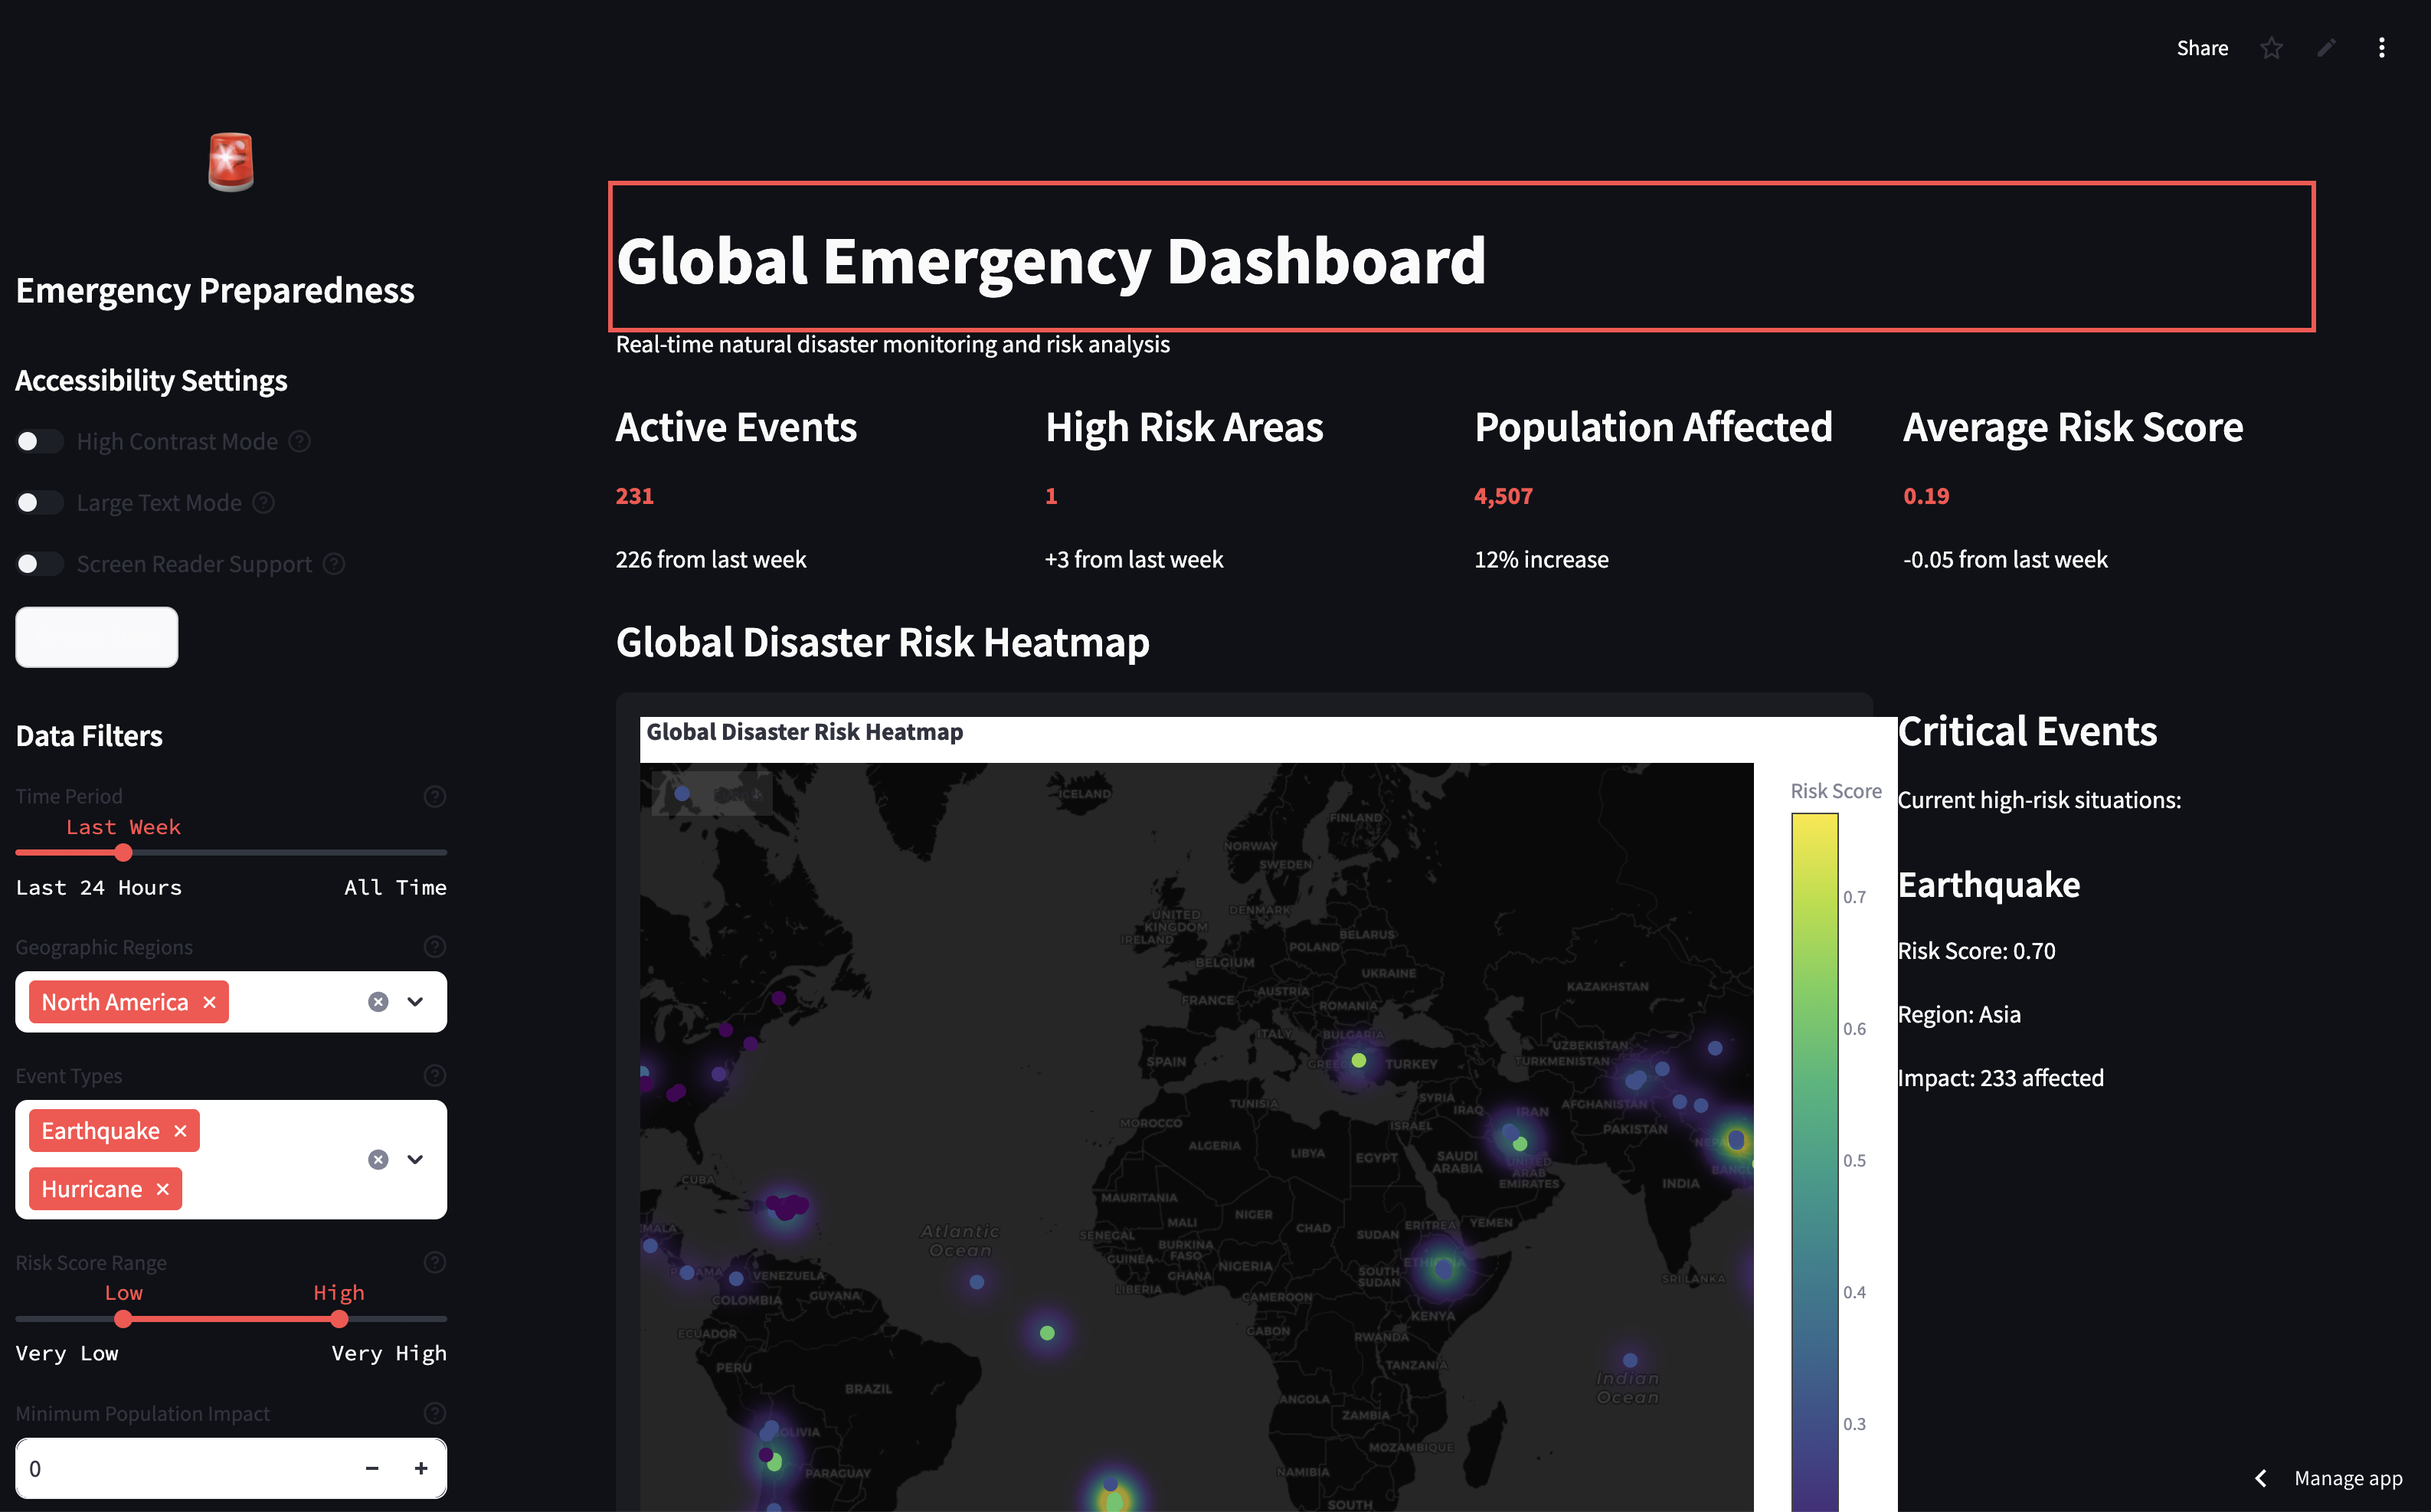 Share
Emergency Preparedness
Accessibility Settings
High Contrast Mode
Large Text Mode
Screen Reader Support
Data Filters
Time Period
Last Week
Last 24 Hours All Time
Geographic Regions
North America
Event Types
Earthquake
Hurricane
Risk Score Range
Low High
Very Low Very High
Minimum Population Impact
0
Global Emergency Dashboard
Real-time natural disaster monitoring and risk analysis
Active Events
231
226 from last week
High Risk Areas
1
+3 from last week
Population Affected
4,507
12% increase
Average Risk Score
0.19
-0.05 from last week
Global Disaster Risk Heatmap
Global Disaster Risk Heatmap
ICELAND
FINLAND
NORWAY
SWEDEN
UNITED
KINGDOM
DENMARK
IRELAND
BELARUS
POLAND
BELGIUM
UKRAINE
KAZAKHSTAN
AUSTRIA
FRANCE
ROMANIA
ITALY
BULGARIA
UZBEKISTAN
SPAIN
TURKEY
TURKMENISTAN
SYRIA
TUNISIA
IRAQ
IRAN
AFGHANISTAN
MOROCCO
ISRAEL
PAKISTAN
ALGERIA
LIBYA
EGYPT
SAUDI
ARABIA
UNITED
ARAB
EMIRATES
INDIA
CUBA
MAURITANIA
MALI
NIGER
CHAD
SUDAN
ERITREA
YEMEN
Atlantic
Ocean
SENEGAL
BURKINA
FASO
GUINEA
GHANA
NIGERIA
SOUTH
SUDAN
LIBERIA
CAMEROON
SRI LANKA
VENEZUELA
GUYANA
COLOMBIA
ECUADOR
GABON
KENYA
RWANDA
PERU
TANZANIA
BRAZIL
Indian
Ocean
ANGOLA
ZAMBIA
MOZAMBIQUE
PARAGUAY
NAMIBIA
SOUTH
Risk Score
0.7
0.6
0.5
0.4
0.3
Critical Events
Current high-risk situations:
Earthquake
Risk Score: 0.70
Region: Asia
Impact: 233 affected
Manage app